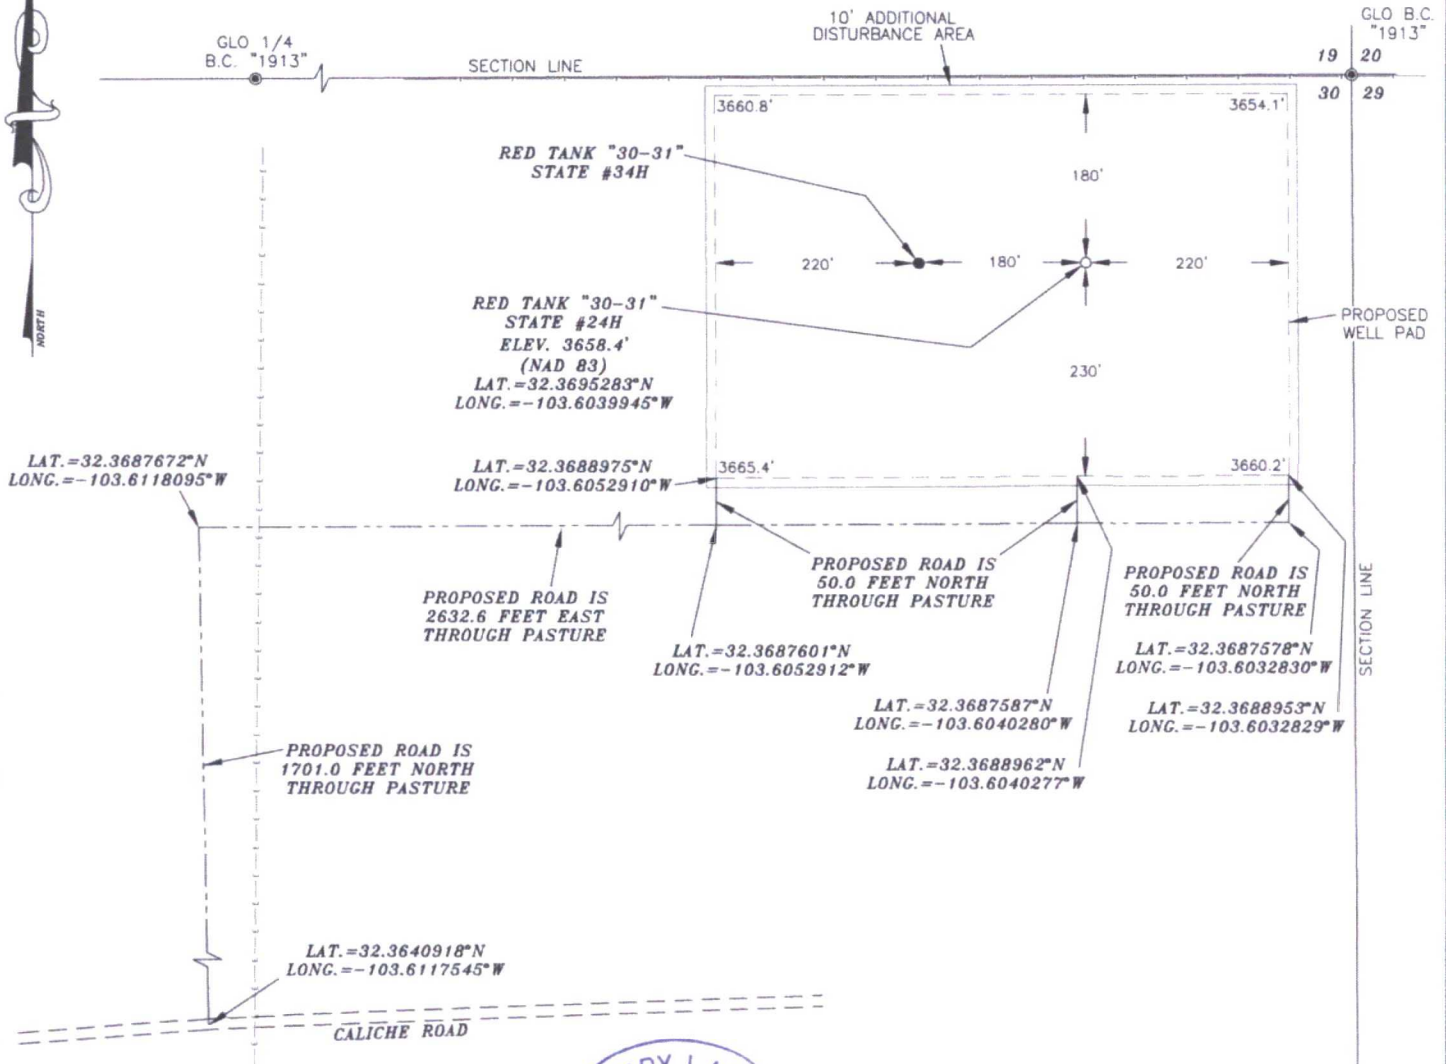 GLO 1/4
B.C. "1913"
SECTION LINE
10' ADDITIONAL
DISTURBANCE AREA
GLO B.C.
"1913"
19 20
30 29
3660.8'
3654.1'
RED TANK "30-31"
STATE #34H
180'
220'
180'
220'
NORTH
RED TANK "30-31"
STATE #24H
ELEV. 3658.4'
(NAD 83)
LAT.=32.3695283°N
LONG.=-103.6039945°W
PROPOSED
WELL PAD
230'
LAT.=32.3687672°N
LONG.=-103.6118095°W
LAT.=32.3688975°N
LONG.=-103.6052910°W
3665.4'
3660.2'
PROPOSED ROAD IS
2632.6 FEET EAST
THROUGH PASTURE
PROPOSED ROAD IS
50.0 FEET NORTH
THROUGH PASTURE
PROPOSED ROAD IS
50.0 FEET NORTH
THROUGH PASTURE
SECTION LINE
LAT.=32.3687601°N
LONG.=-103.6052912°W
LAT.=32.3687578°N
LONG.=-103.6032830°W
LAT.=32.3687587°N
LONG.=-103.6040280°W
LAT.=32.3688953°N
LONG.=-103.6032829°W
PROPOSED ROAD IS
1701.0 FEET NORTH
THROUGH PASTURE
LAT.=32.3688962°N
LONG.=-103.6040277°W
LAT.=32.3640918°N
LONG.=-103.6117545°W
CALICHE ROAD